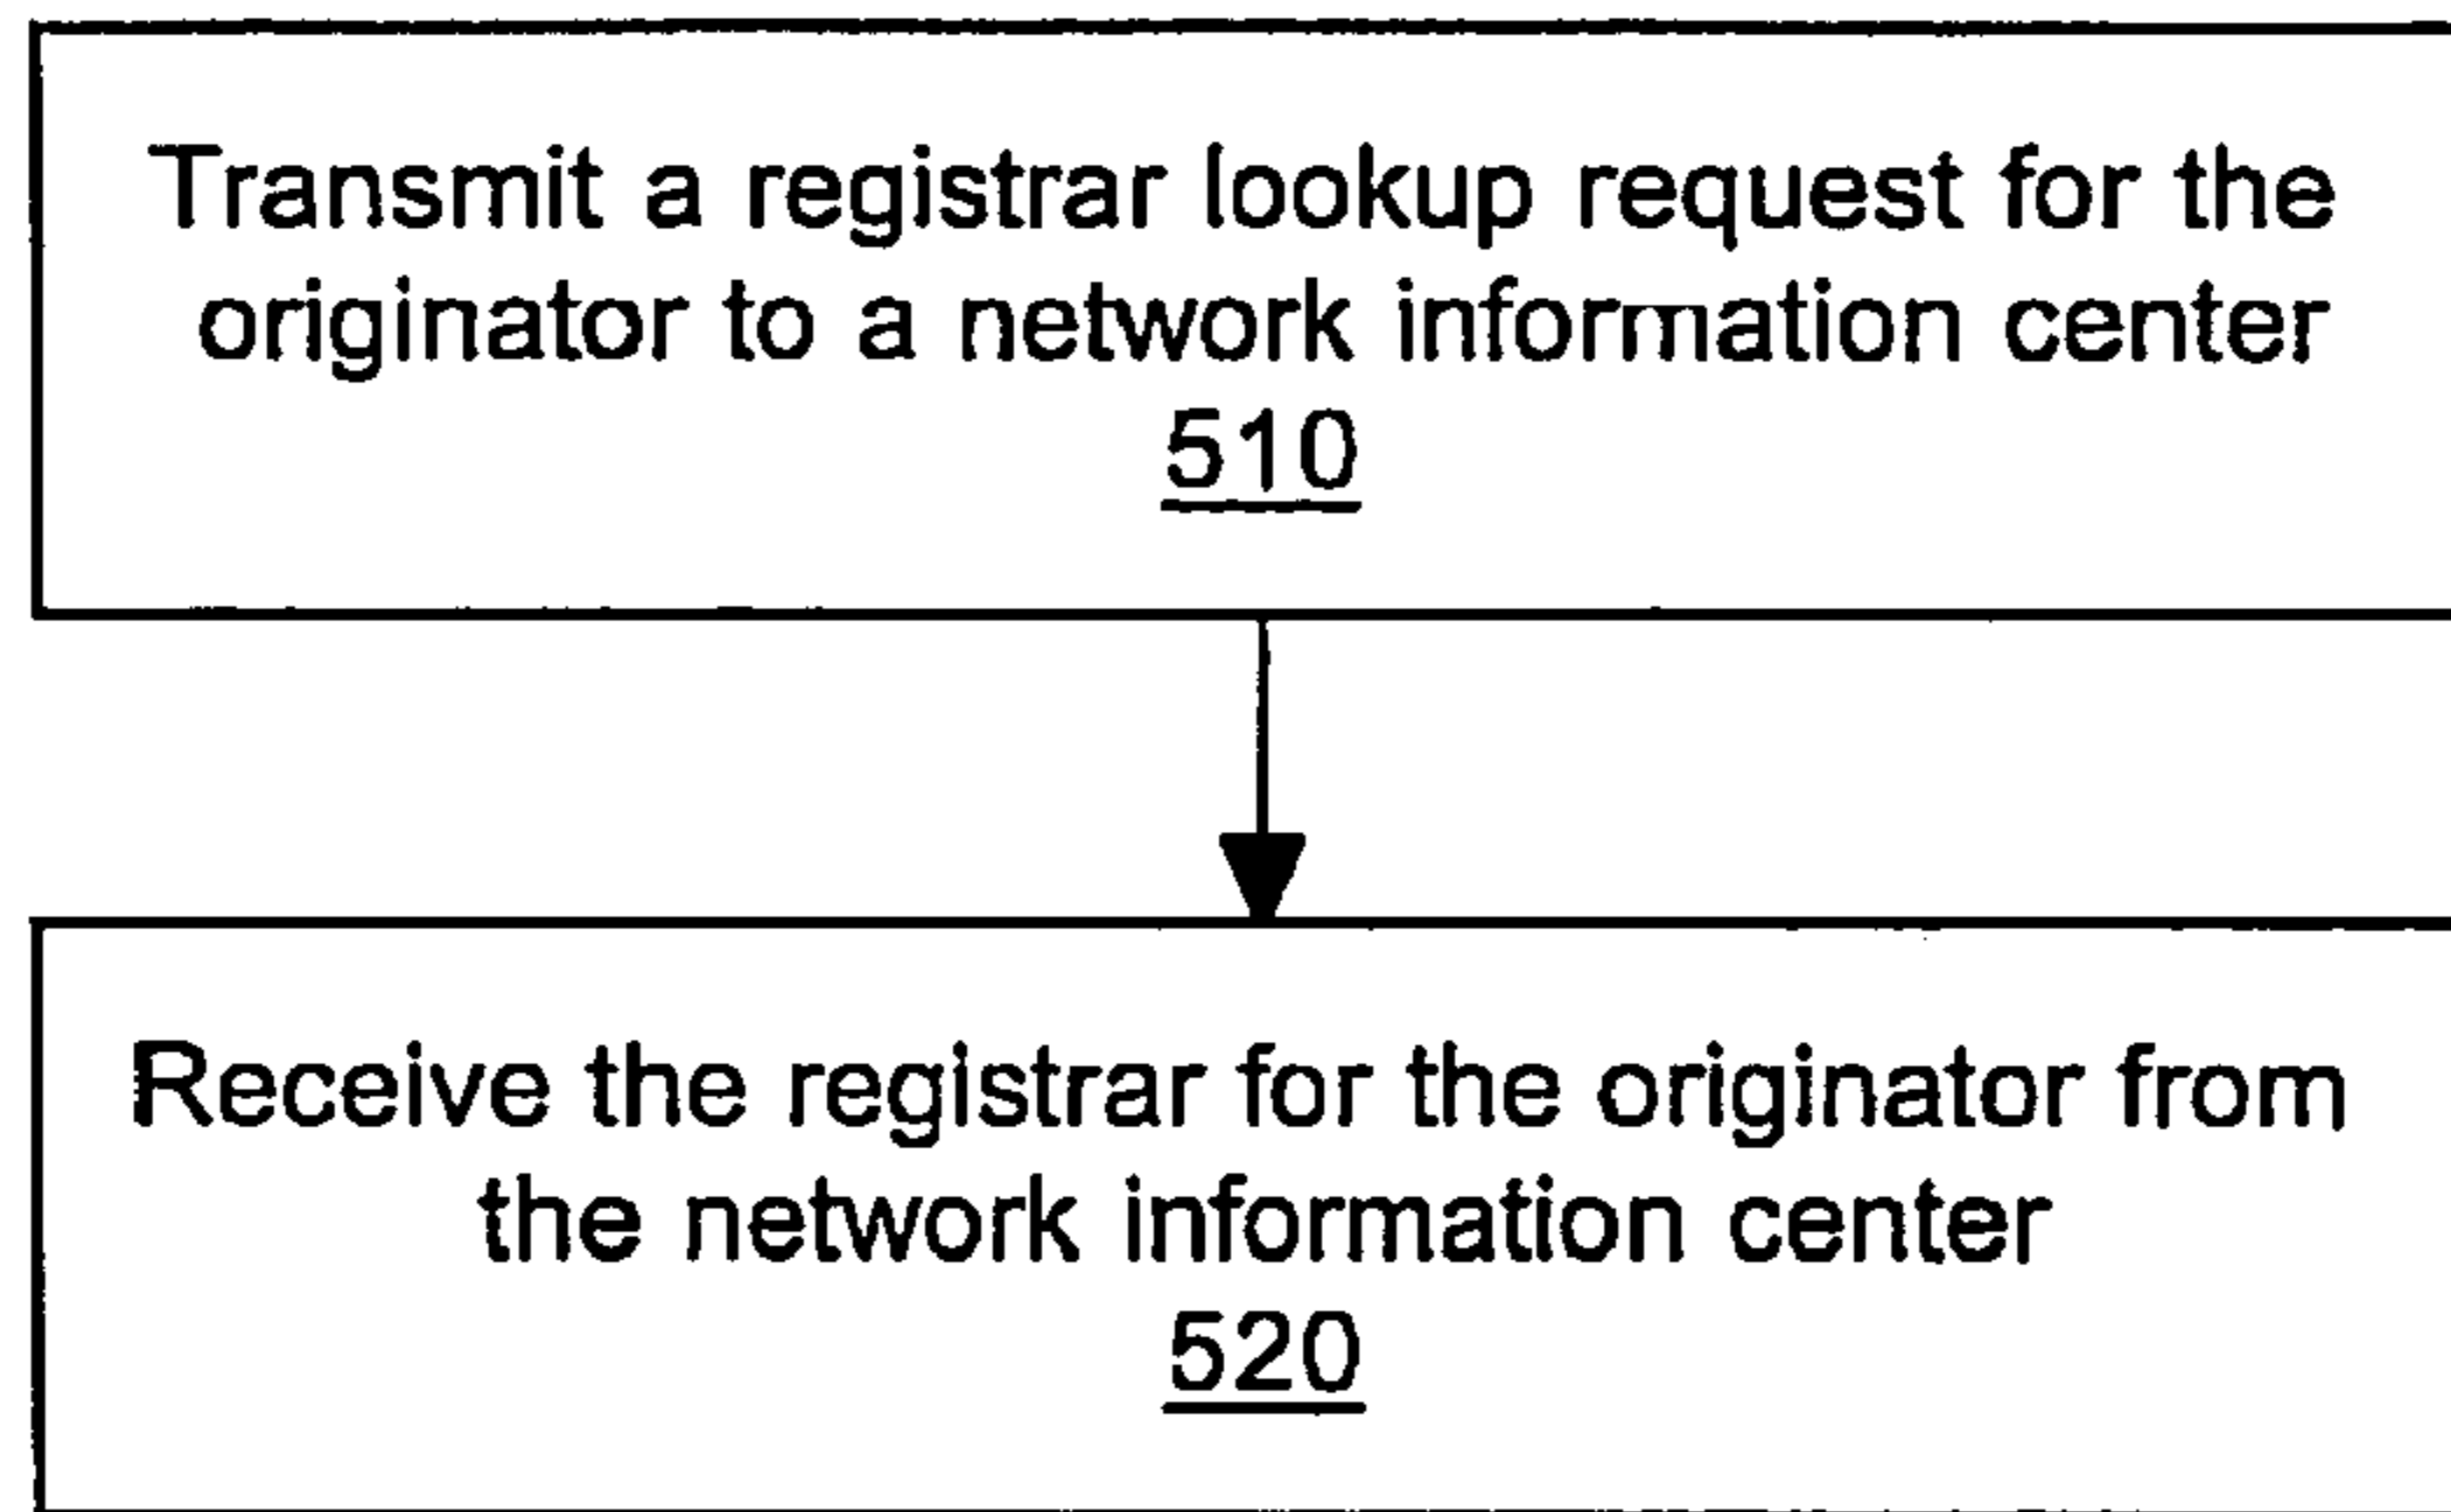 Transmit a registrar lookup request for the
originator to a network information center
510
Receive the registrar for the originator from
the network information center
520